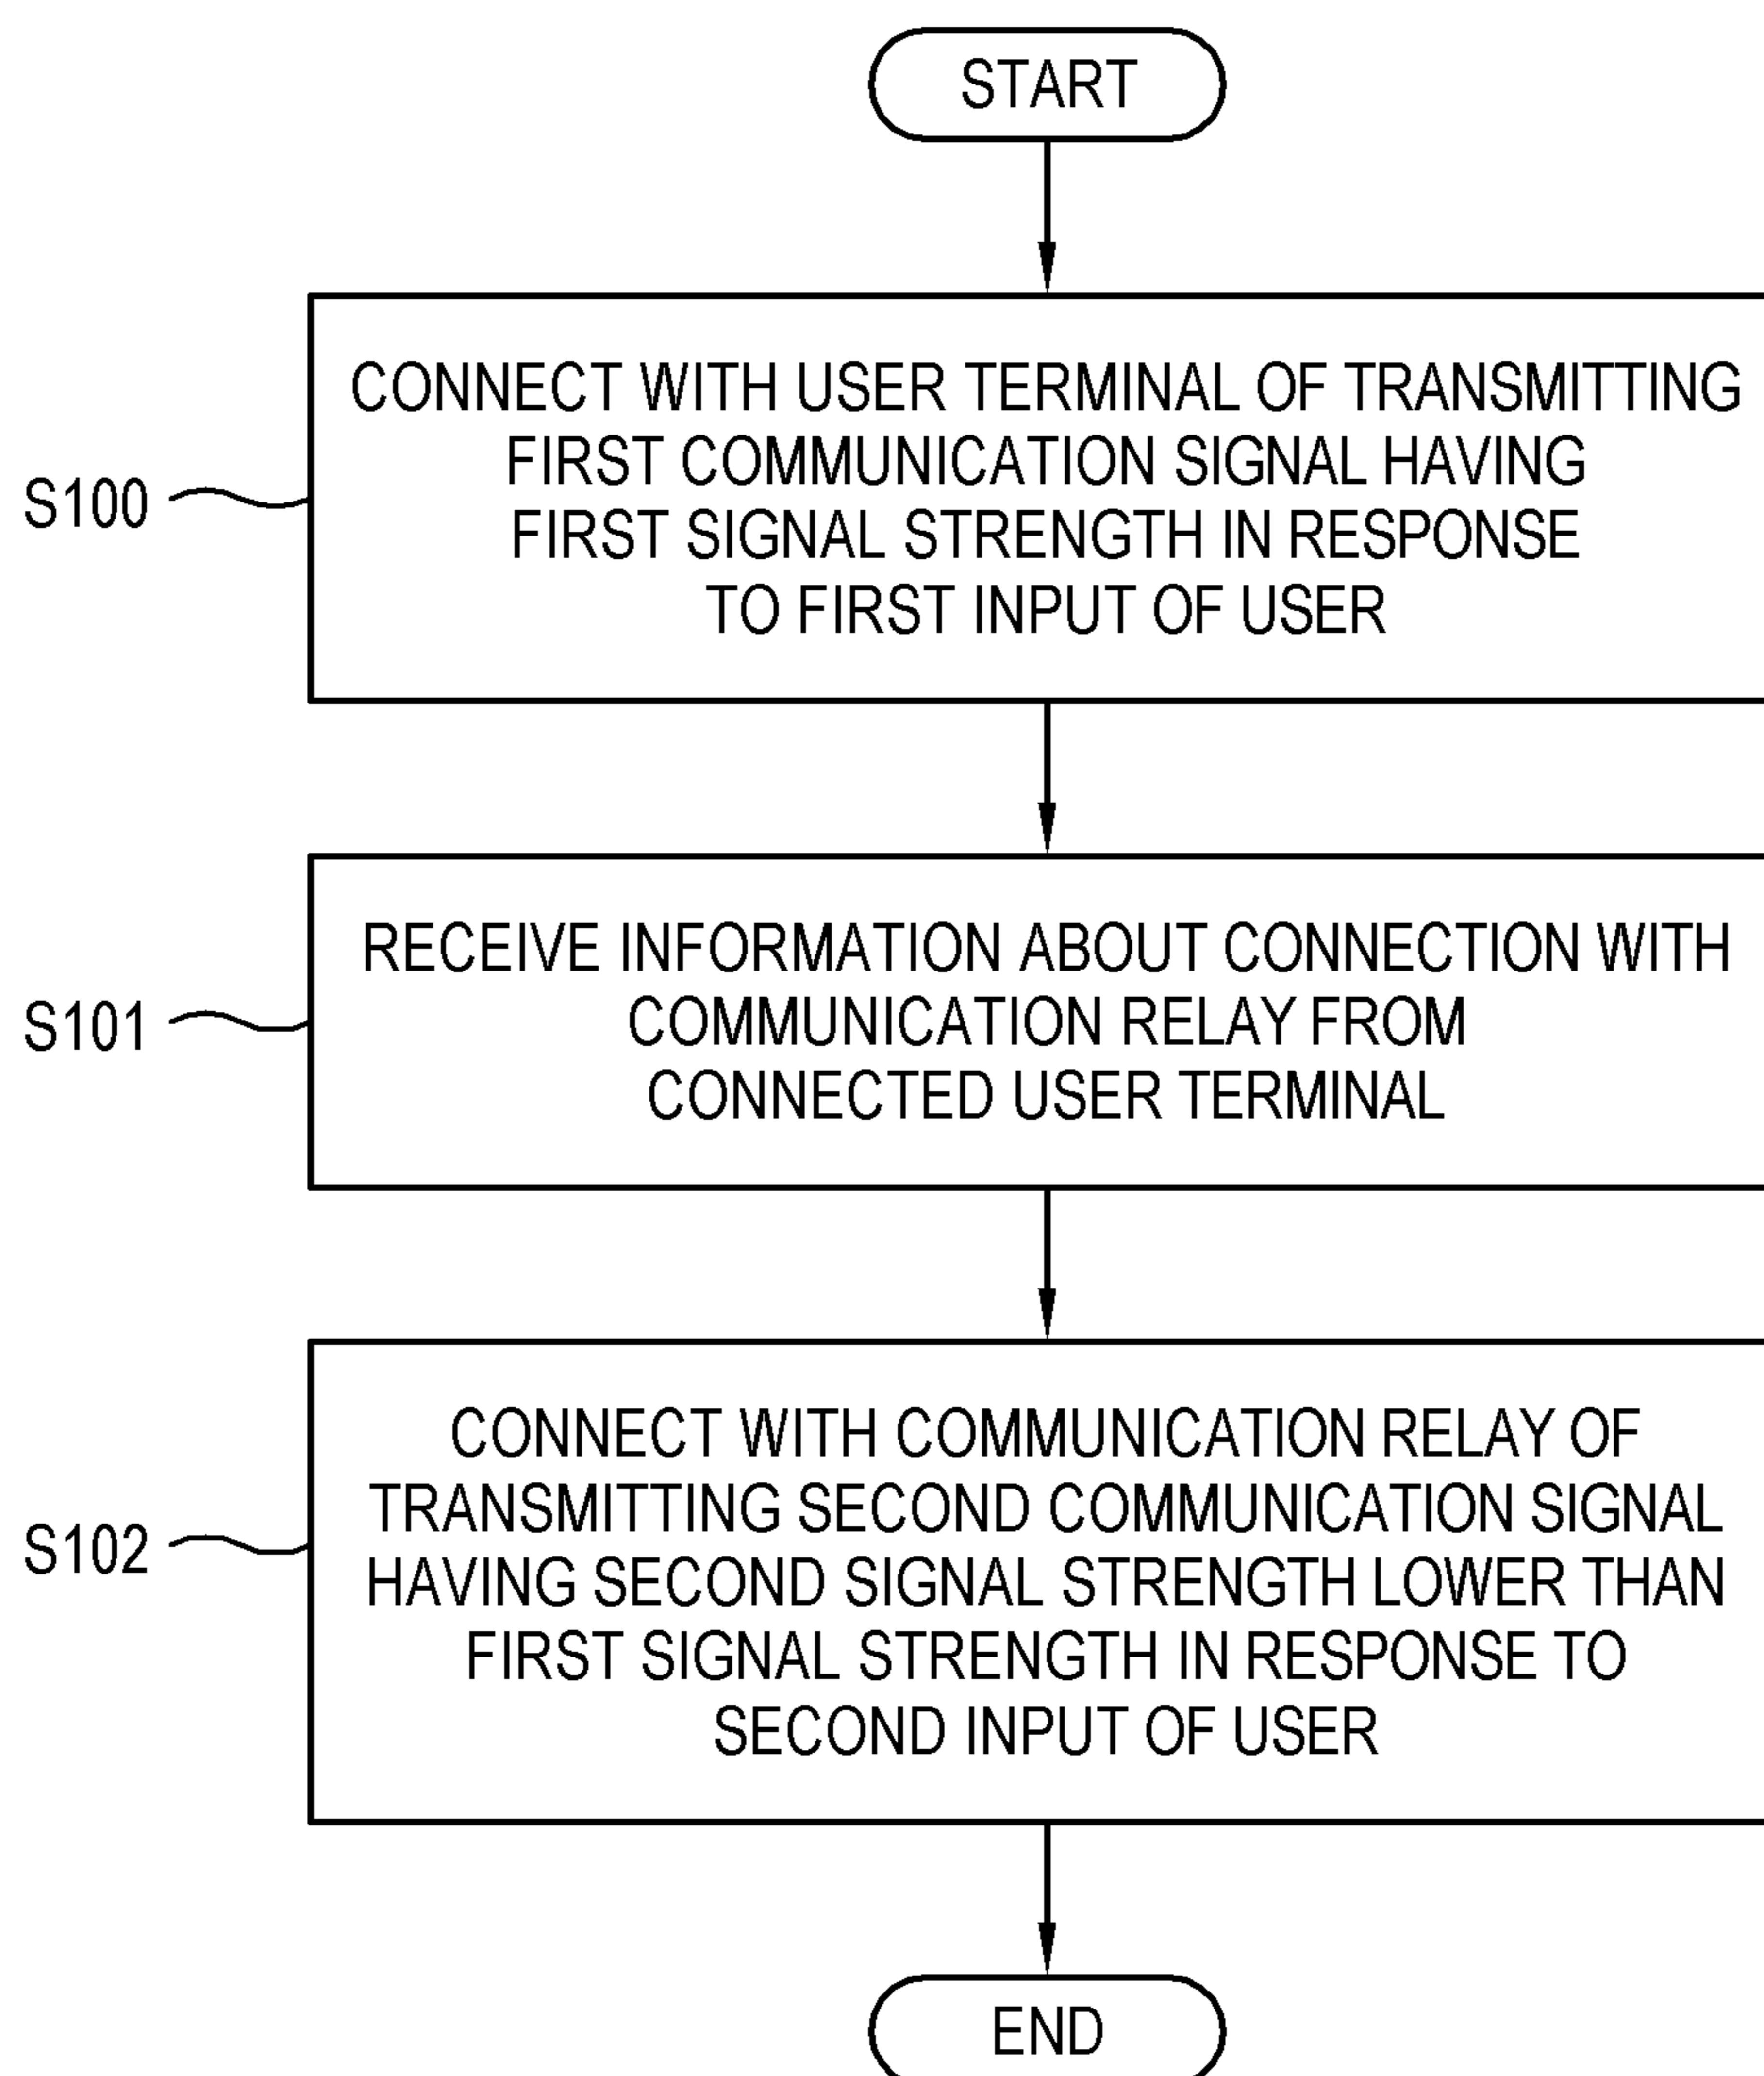 START
S100
CONNECT WITH USER TERMINAL OF TRANSMITTING
FIRST COMMUNICATION SIGNAL HAVING
FIRST SIGNAL STRENGTH IN RESPONSE
TO FIRST INPUT OF USER
S101
RECEIVE INFORMATION ABOUT CONNECTION WITH
COMMUNICATION RELAY FROM
CONNECTED USER TERMINAL
S102
CONNECT WITH COMMUNICATION RELAY OF
TRANSMITTING SECOND COMMUNICATION SIGNAL
HAVING SECOND SIGNAL STRENGTH LOWER THAN
FIRST SIGNAL STRENGTH IN RESPONSE TO
SECOND INPUT OF USER
END